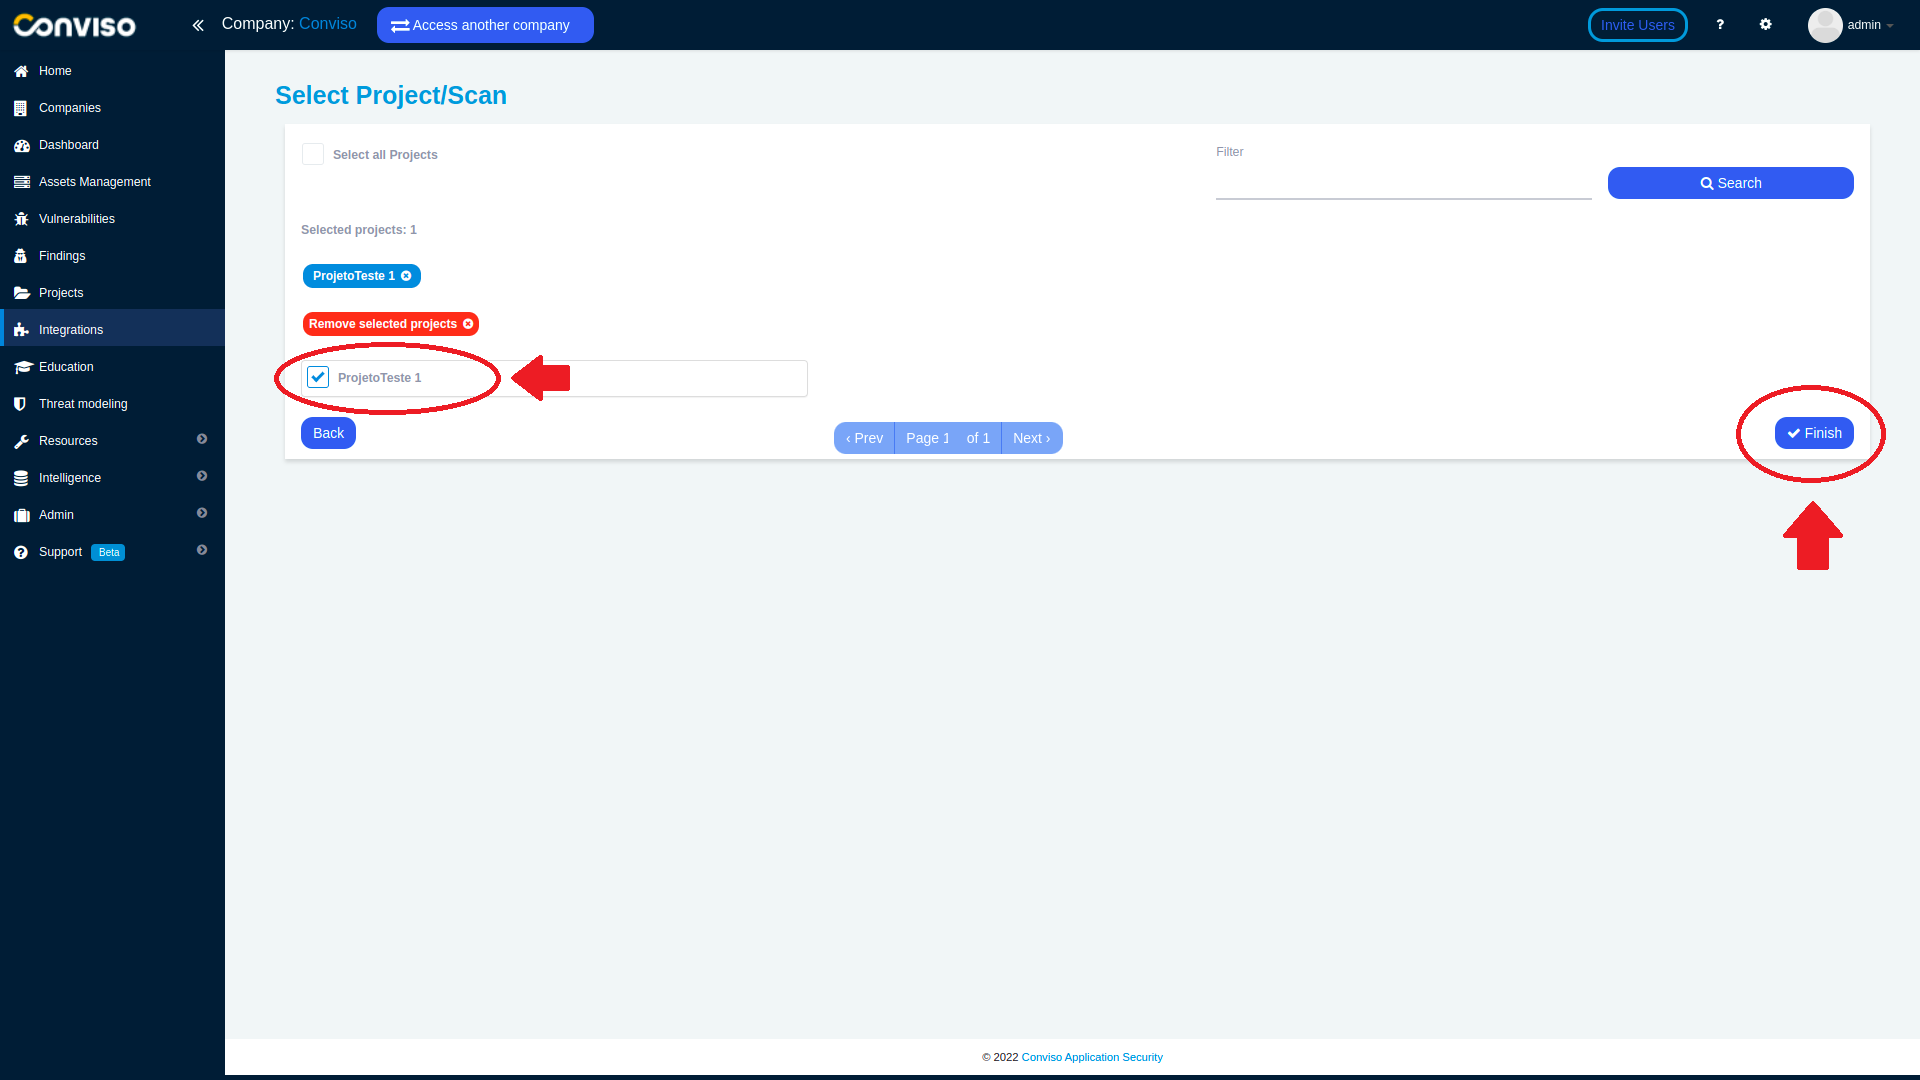 Conviso
Company: Conviso
Access another company
Invite Users
?
admin
Home
Companies
Dashboard
Assets Management
Vulnerabilities
Findings
Projects
Integrations
Education
Threat modeling
Resources
Intelligence
Admin
Support Beta
Select Project/Scan
Select all Projects
Filter
Search
Selected projects: 1
ProjetoTeste 1
Remove selected projects
ProjetoTeste 1
Back
‹ Prev
Page 1 of 1
Next ›
Finish
© 2022 Conviso Application Security